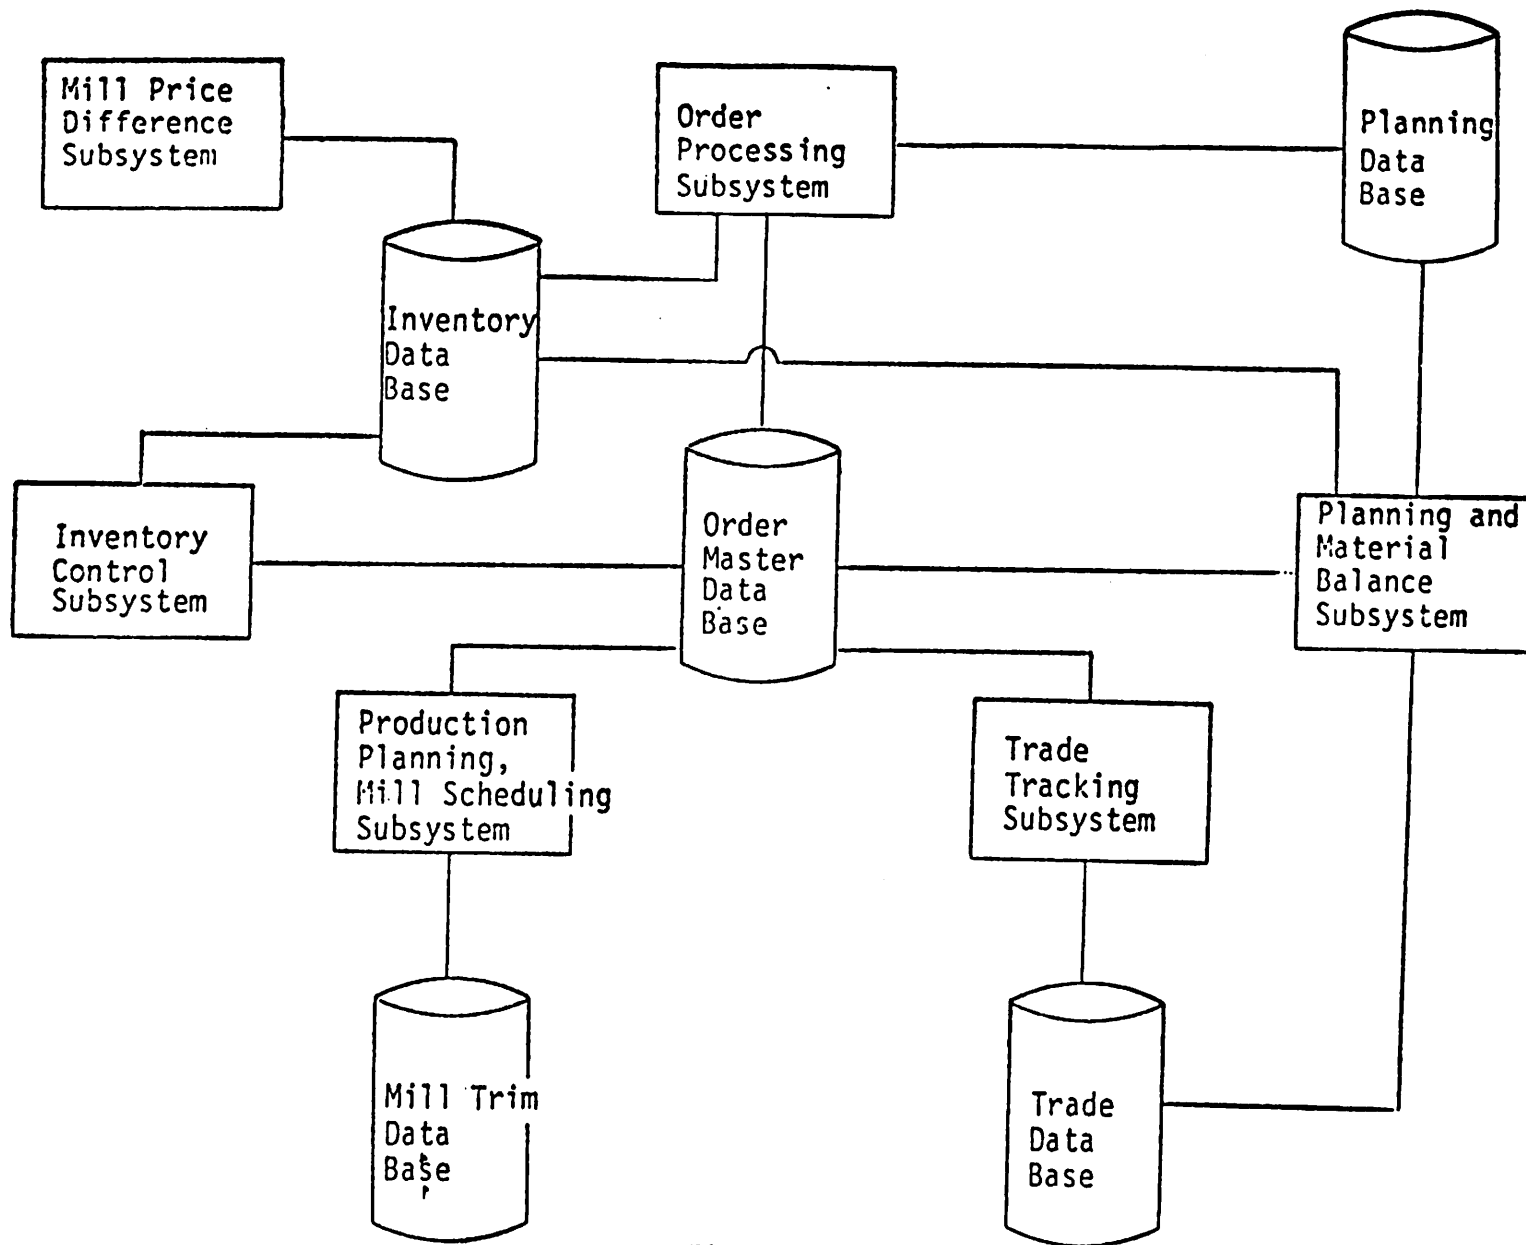 Mill Price
Difference
Subsystem
Order
Processing
Subsystem
Planning
Data
Base
Inventory
Data
Base
Inventory
Control
Subsystem
Order
Master
Data
Base
Planning and
Material
Balance
Subsystem
Production
Planning,
Mill Scheduling
Subsystem
Trade
Tracking
Subsystem
Mill Trim
Data
Base
Trade
Data
Base